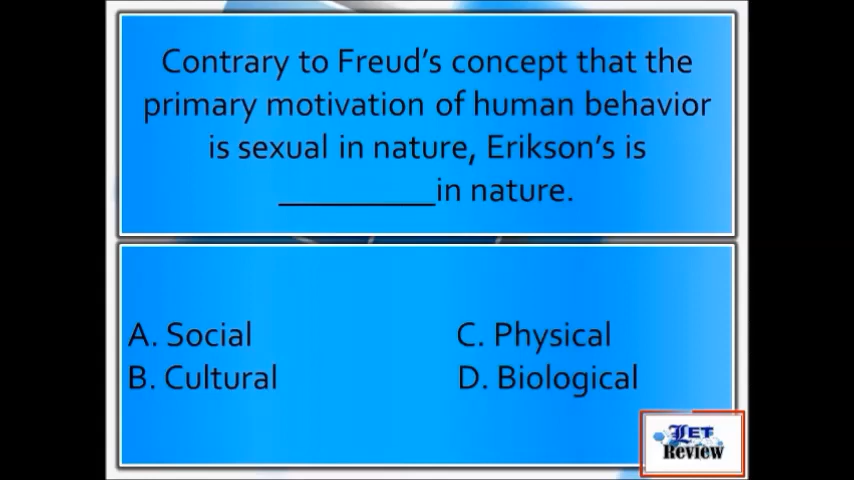 Contrary to Freud's concept that the
primary motivation of human behavior
is sexual in nature, Erikson's is
__________in nature.
A. Social
C. Physical
B. Cultural
D. Biological
LET
Review